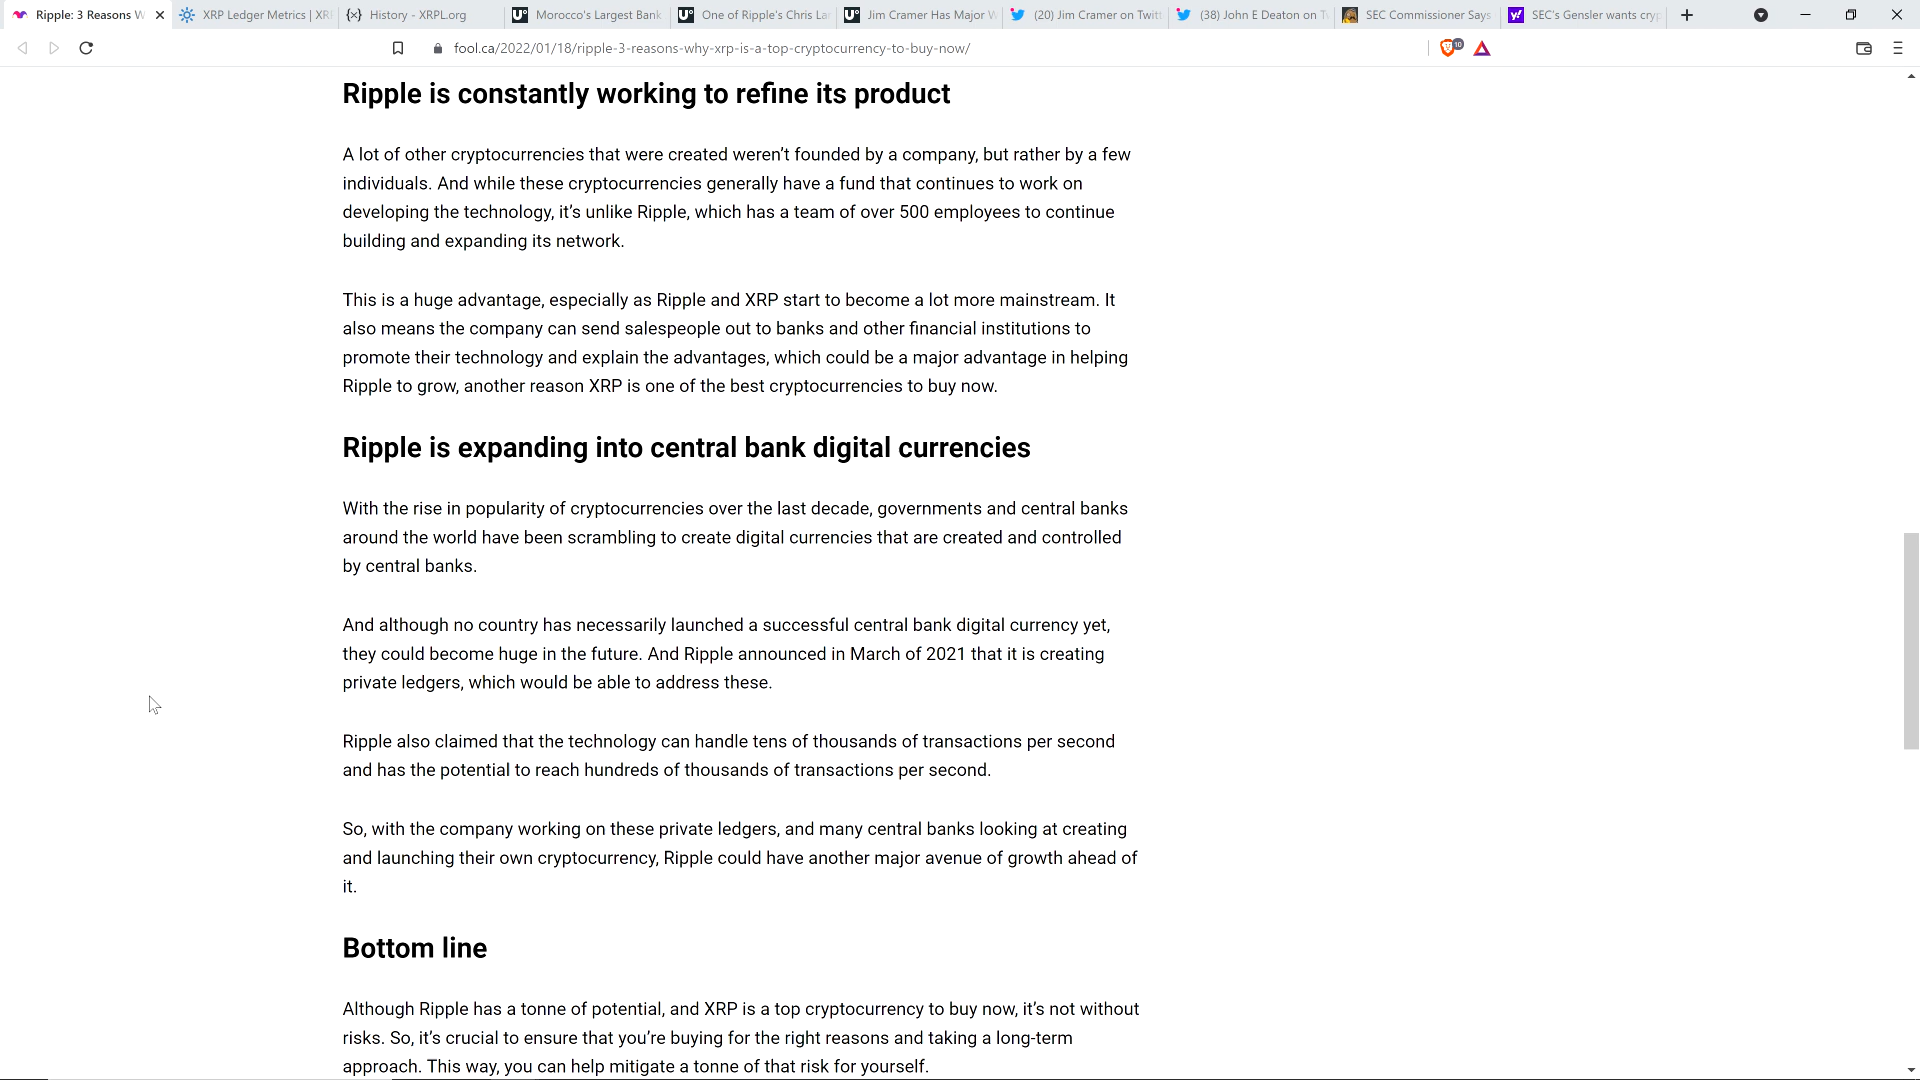 Ripple: 3 Reasons W
XRP Ledger Metrics | XR
{x} History - XRPL.org
U° Morocco's Largest Bank
U° One of Ripple's Chris La
U° Jim Cramer Has Major W
(20) Jim Cramer on Twitt
(38) John E Deaton on T
SEC Commissioner Says
y! SEC's Gensler wants cryp
fool.ca/2022/01/18/ripple-3-reasons-why-xrp-is-a-top-cryptocurrency-to-buy-now/
10
Ripple is constantly working to refine its product
A lot of other cryptocurrencies that were created weren’t founded by a company, but rather by a few
individuals. And while these cryptocurrencies generally have a fund that continues to work on
developing the technology, it’s unlike Ripple, which has a team of over 500 employees to continue
building and expanding its network.
This is a huge advantage, especially as Ripple and XRP start to become a lot more mainstream. It
also means the company can send salespeople out to banks and other financial institutions to
promote their technology and explain the advantages, which could be a major advantage in helping
Ripple to grow, another reason XRP is one of the best cryptocurrencies to buy now.
Ripple is expanding into central bank digital currencies
With the rise in popularity of cryptocurrencies over the last decade, governments and central banks
around the world have been scrambling to create digital currencies that are created and controlled
by central banks.
And although no country has necessarily launched a successful central bank digital currency yet,
they could become huge in the future. And Ripple announced in March of 2021 that it is creating
private ledgers, which would be able to address these.
Ripple also claimed that the technology can handle tens of thousands of transactions per second
and has the potential to reach hundreds of thousands of transactions per second.
So, with the company working on these private ledgers, and many central banks looking at creating
and launching their own cryptocurrency, Ripple could have another major avenue of growth ahead of
it.
Bottom line
Although Ripple has a tonne of potential, and XRP is a top cryptocurrency to buy now, it’s not without
risks. So, it’s crucial to ensure that you’re buying for the right reasons and taking a long-term
approach. This way, you can help mitigate a tonne of that risk for yourself.